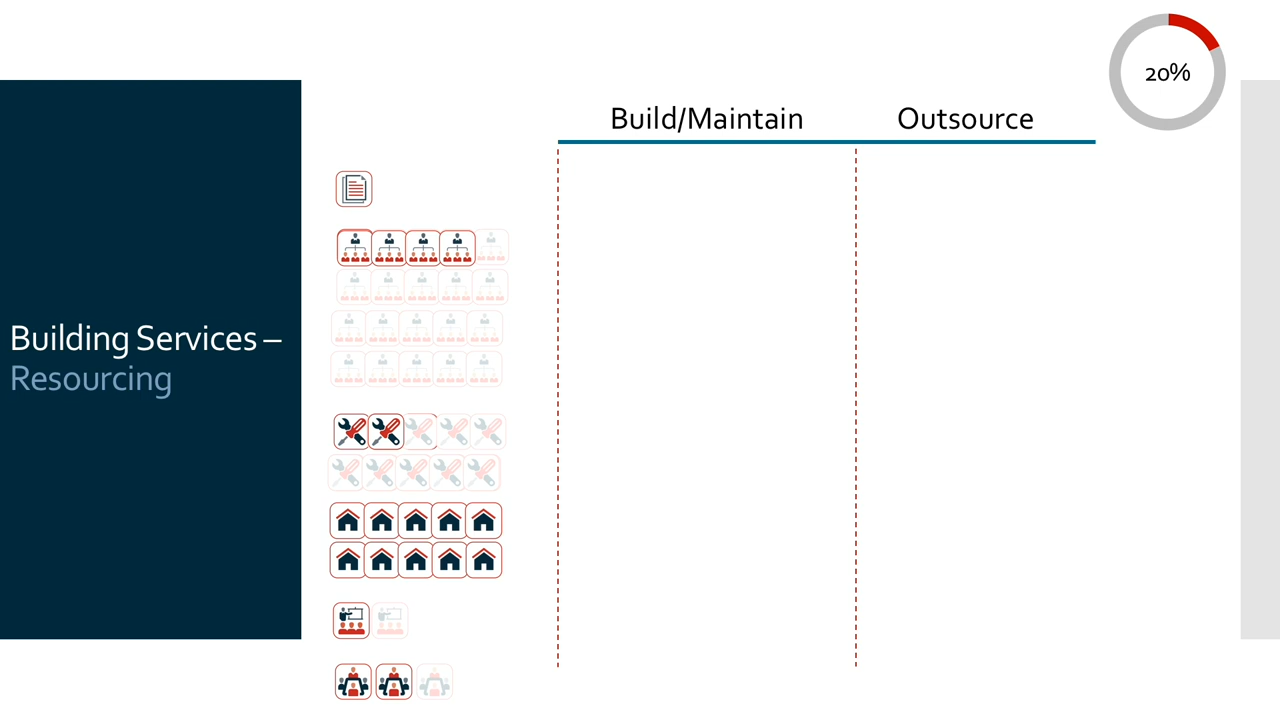 20%
Build/Maintain
Outsource
Building Services –
Resourcing